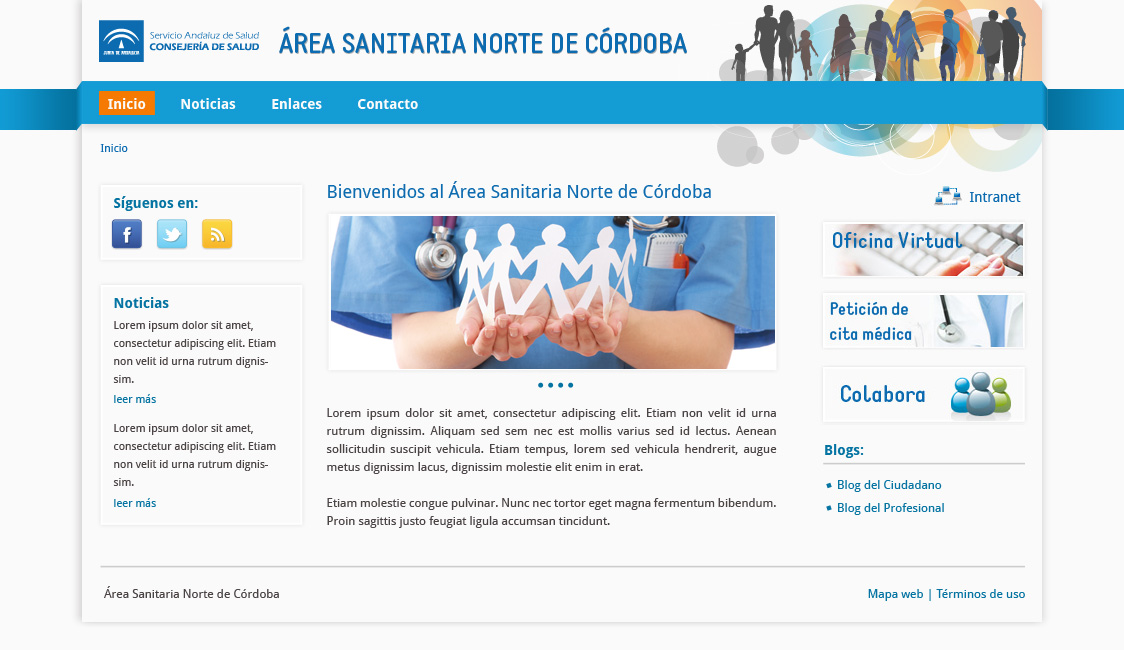 JUNTA DE ANDALUCIA
Servicio Andaluz de Salud
CONSEJERÍA DE SALUD
ÁREA SANITARIA NORTE DE CÓRDOBA
Inicio Noticias Enlaces Contacto
Inicio
Síguenos en:
Noticias
Lorem ipsum dolor sit amet,
consectetur adipiscing elit. Etiam
non velit id urna rutrum dignis-
sim.
leer más
Lorem ipsum dolor sit amet,
consectetur adipiscing elit. Etiam
non velit id urna rutrum dignis-
sim.
leer más
Bienvenidos al Área Sanitaria Norte de Córdoba
Lorem ipsum dolor sit amet, consectetur adipiscing elit. Etiam non velit id urna
rutrum dignissim. Aliquam sed sem nec est mollis varius sed id lectus. Aenean
sollicitudin suscipit vehicula. Etiam tempus, lorem sed vehicula hendrerit, augue
metus dignissim lacus, dignissim molestie elit enim in erat.
Etiam molestie congue pulvinar. Nunc nec tortor eget magna fermentum bibendum.
Proin sagittis justo feugiat ligula accumsan tincidunt.
Intranet
Oficina Virtual
Petición de
cita médica
Colabora
Blogs:
Blog del Ciudadano
Blog del Profesional
Área Sanitaria Norte de Córdoba
Mapa web | Términos de uso